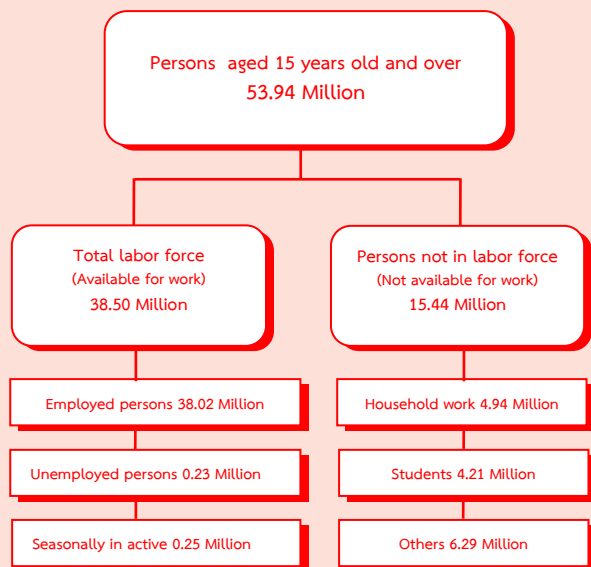 Persons aged 15 years old and over
53.94 Million
Total labor force
(Available for work)
38.50 Million
Persons not in labor force
(Not available for work)
15.44 Million
Employed persons 38.02 Million
Household work 4.94 Million
Unemployed persons 0.23 Million
Students 4.21 Million
Seasonally in active 0.25 Million
Others 6.29 Million